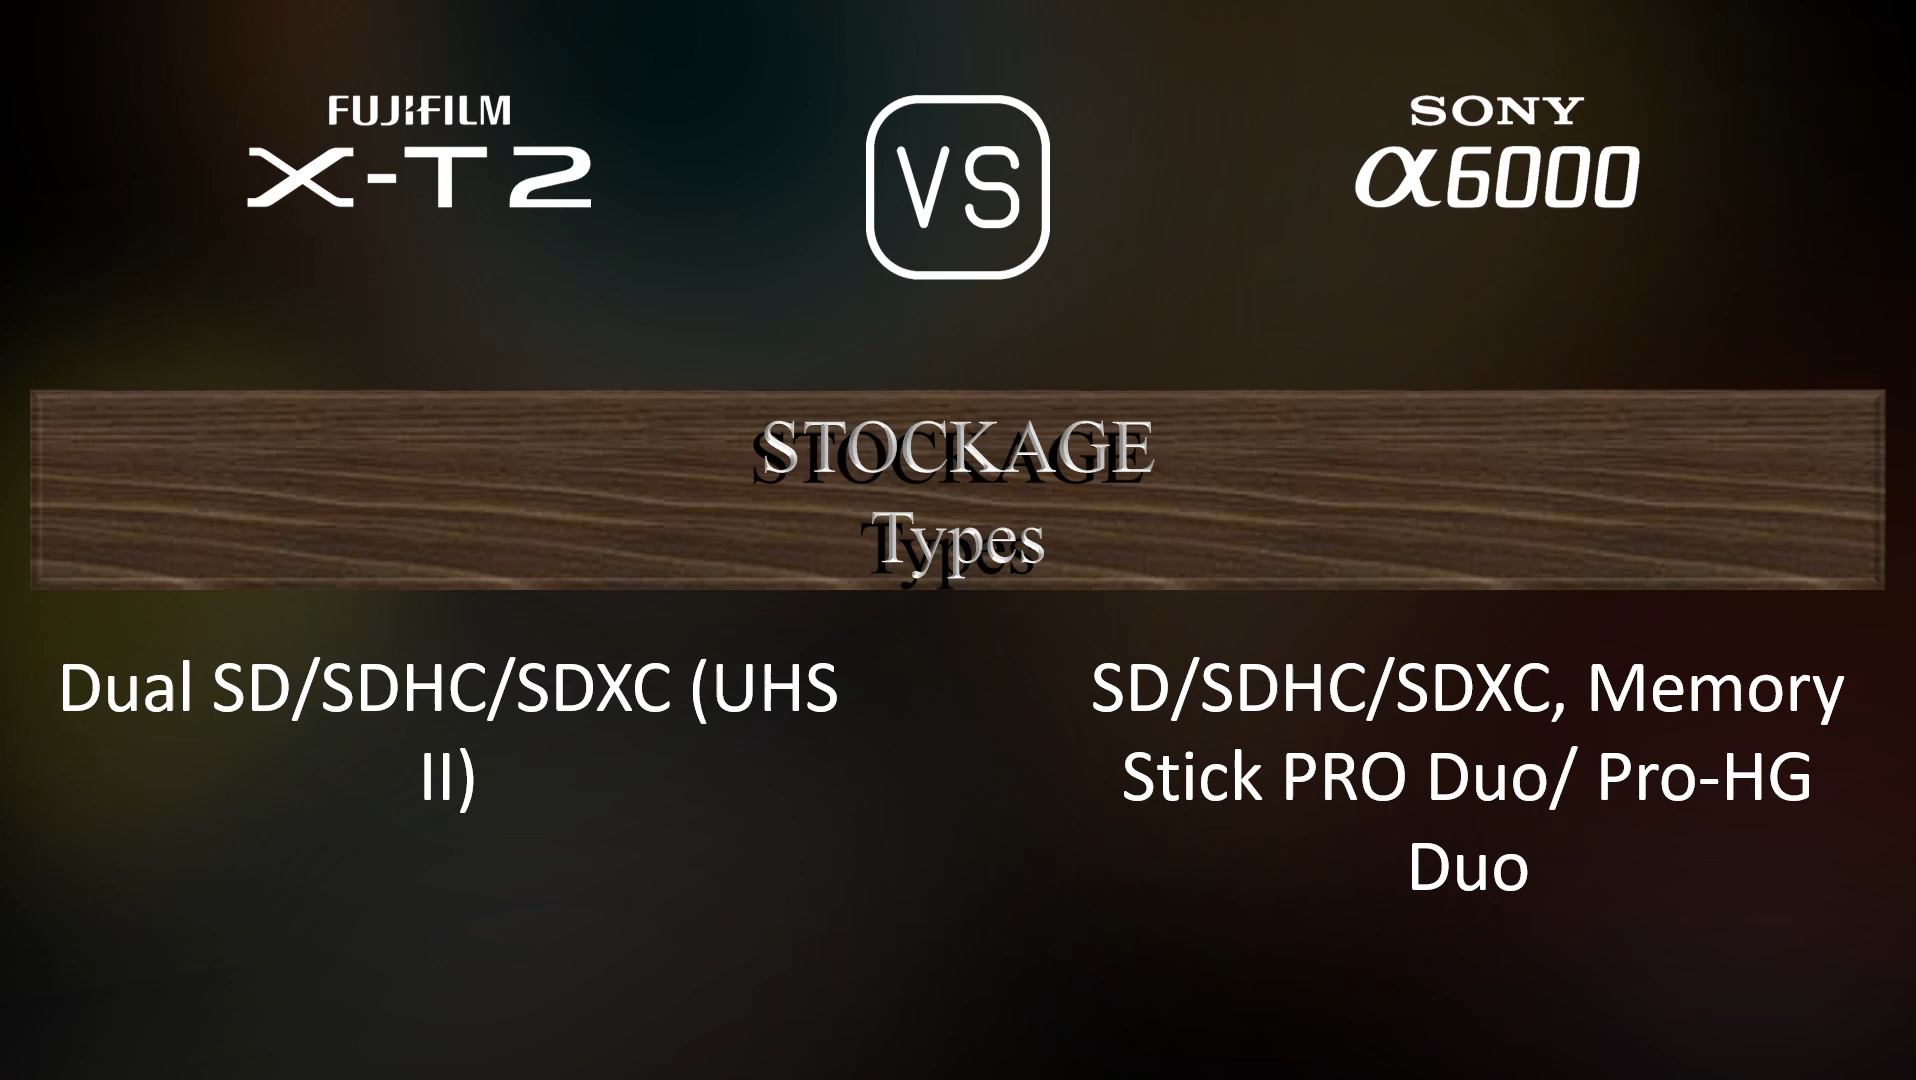 FUJIFILM
X-T2
VS
SONY
α6000
STOCKAGE
Types
Dual SD/SDHC/SDXC (UHS
II)
SD/SDHC/SDXC, Memory
Stick PRO Duo/ Pro-HG
Duo